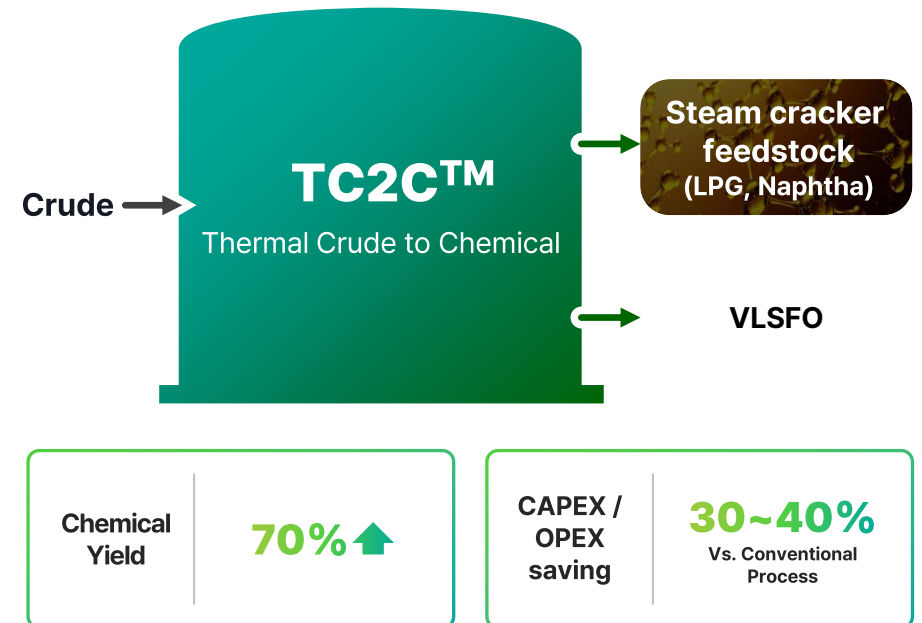 Steam cracker
feedstock
(LPG, Naphtha)
TC2C™
Crude
Thermal Crude to Chemical
VLSFO
Chemical
Yield
70%
CAPEX /
OPEX
saving
30~40%
Vs. Conventional
Process